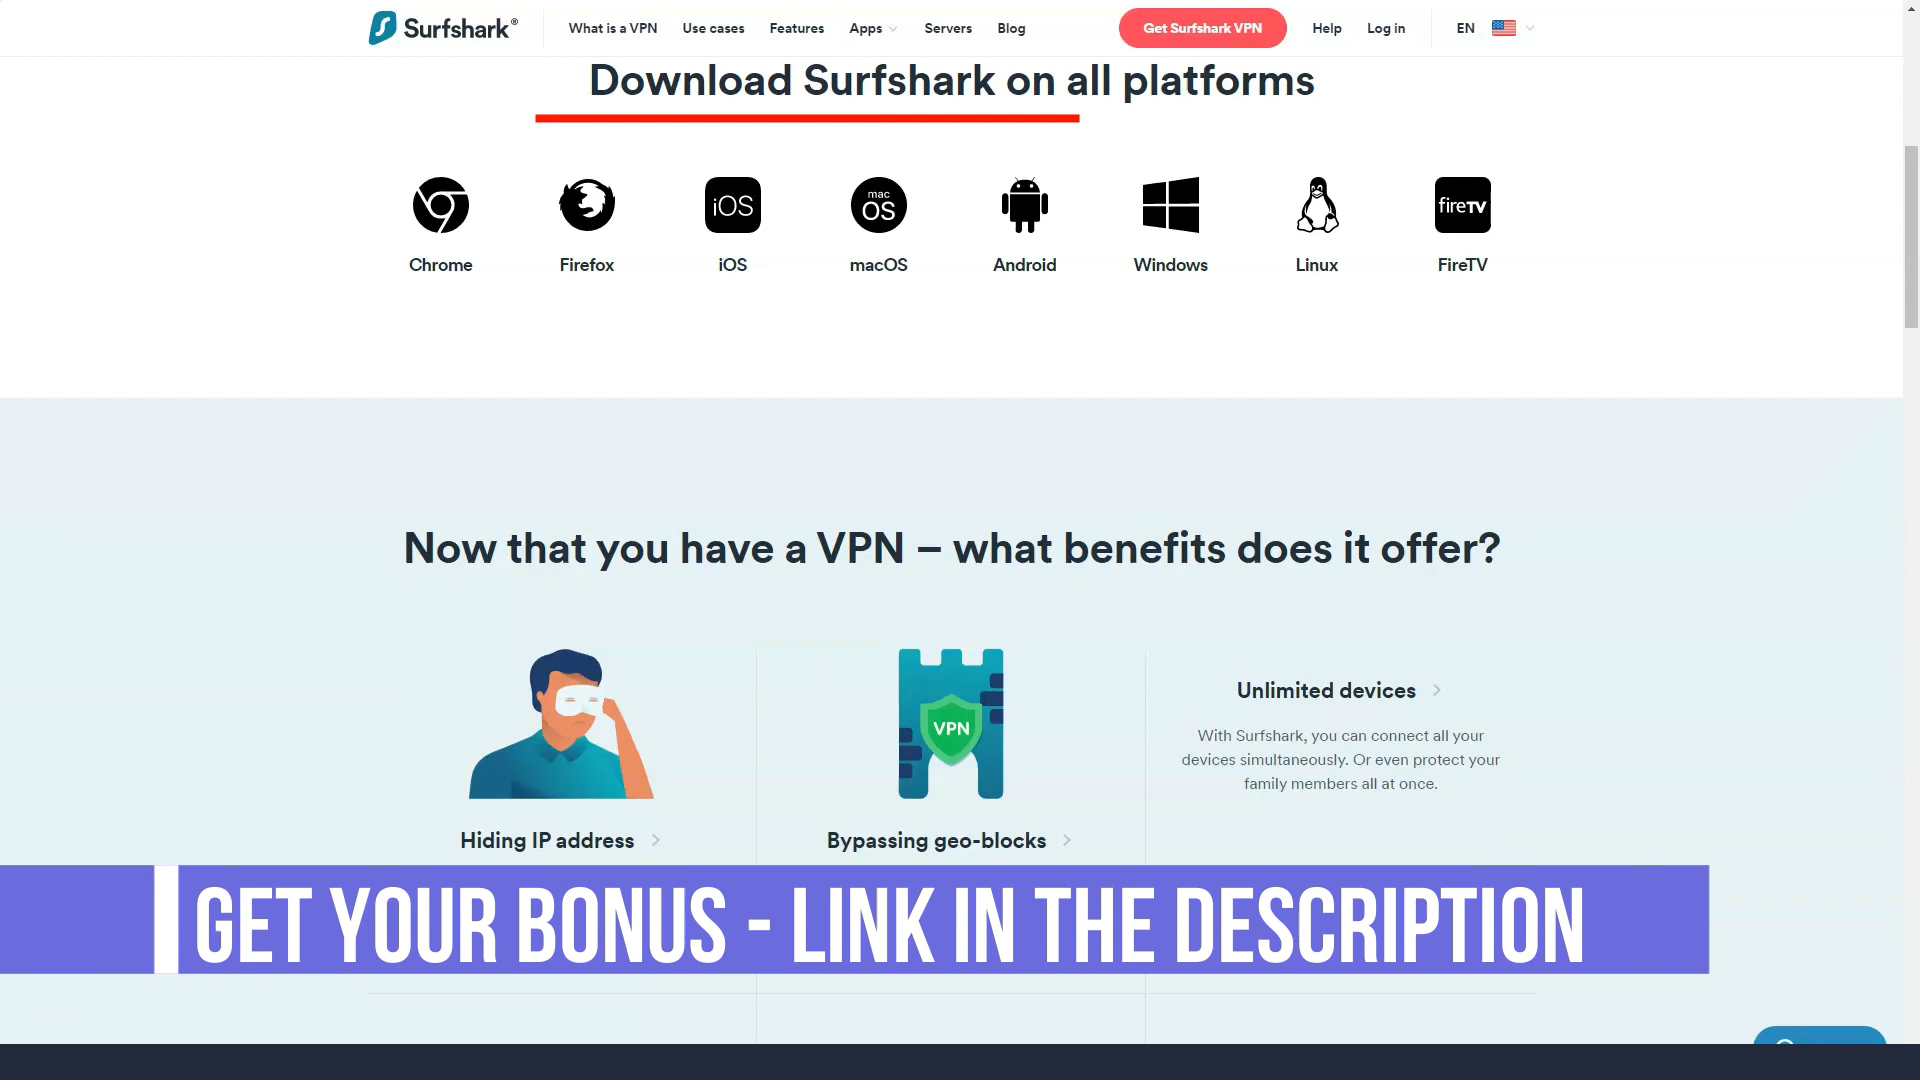 Surfshark®
What is a VPN
Use cases
Features
Apps
Servers
Blog
Get Surfshark VPN
Help
Log in
EN
Download Surfshark on all platforms
iOS
mac
OS
fireTV
Chrome
Firefox
iOS
macOS
Android
Windows
Linux
FireTV
Now that you have a VPN – what benefits does it offer?
VPN
Unlimited devices
With Surfshark, you can connect all your
devices simultaneously. Or even protect your
family members all at once.
Hiding IP address
Bypassing geo-blocks
GET YOUR BONUS - LINK IN THE DESCRIPTION